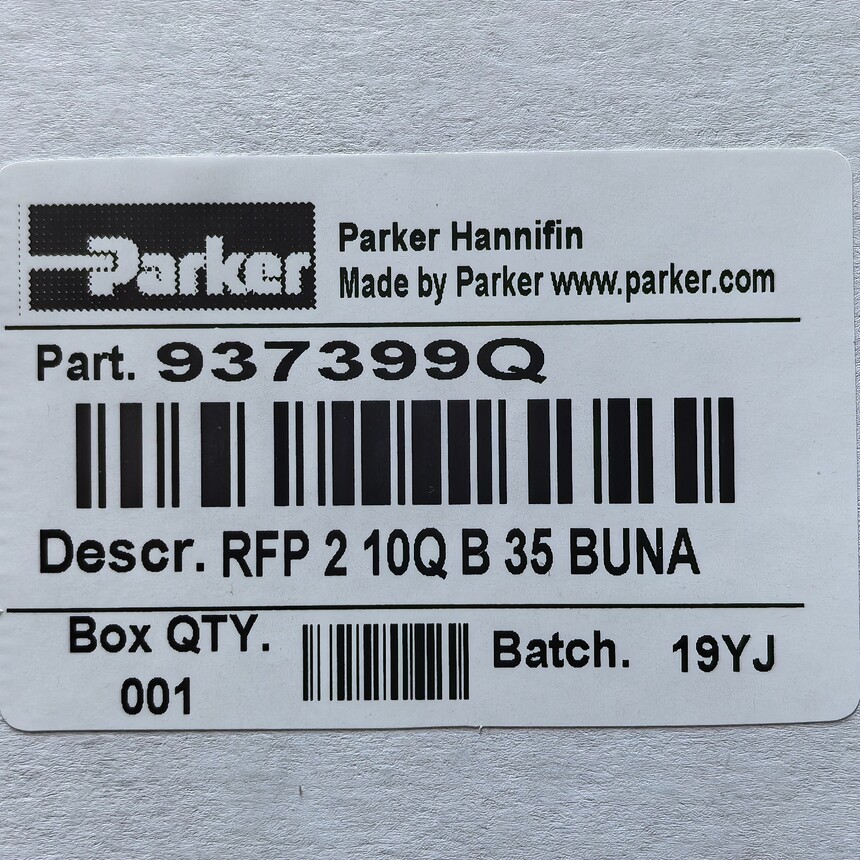 Parker
Parker Hannifin
Made by Parker www.parker.com
Part. 937399Q
Descr. RFP 2 10Q B 35 BUNA
Box QTY.
001
Batch. 19YJ